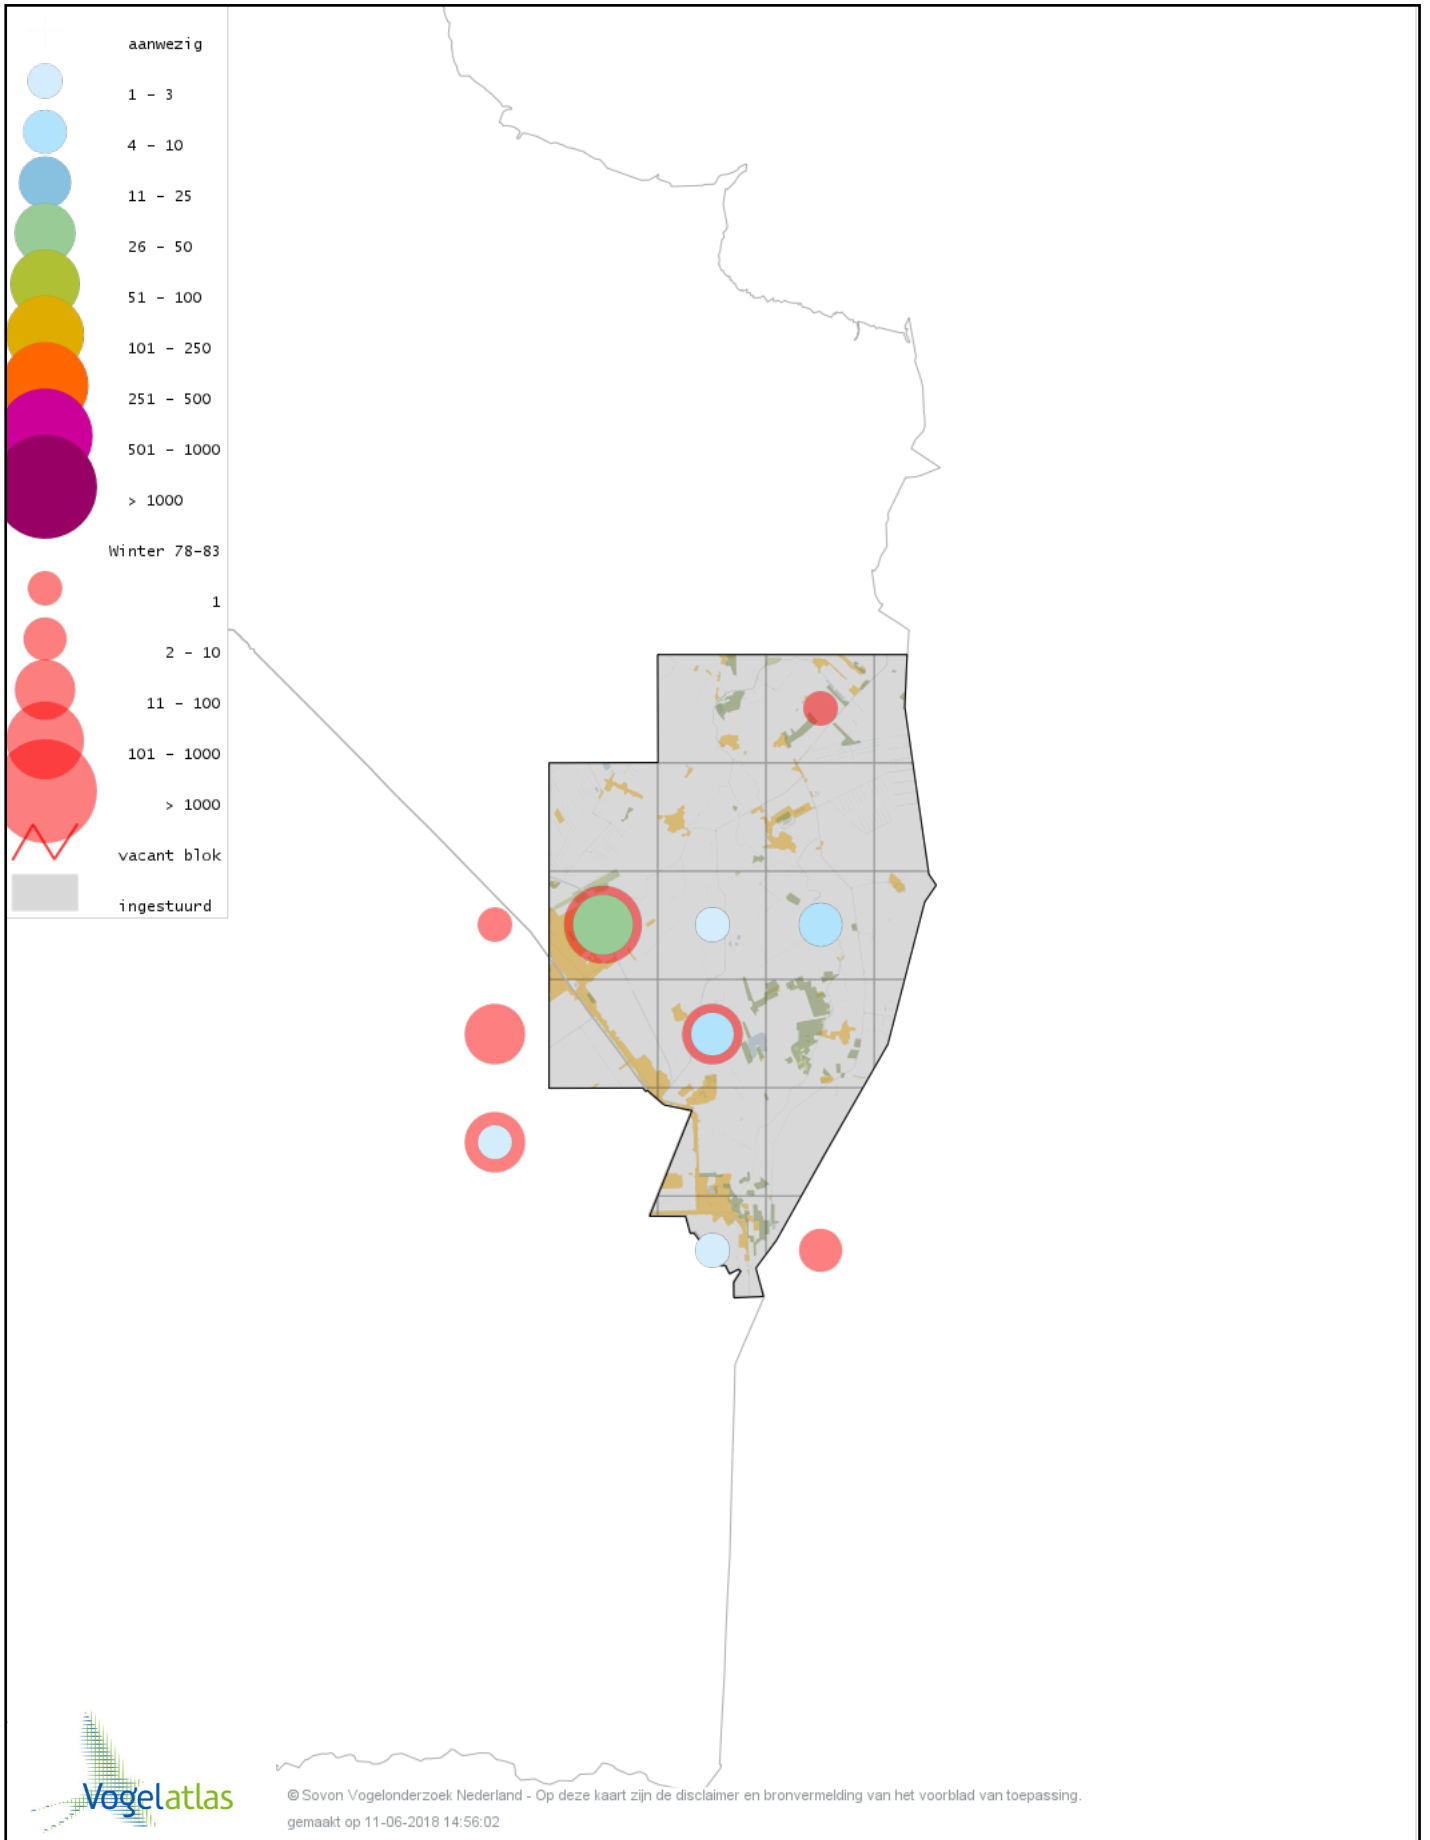 aanwezig
1 - 3
4 - 10
11 - 25
26 - 50
51 - 100
101 - 250
251 - 500
501 - 1000
> 1000
Winter 78-83
1
2 - 10
11 - 100
101 - 1000
> 1000
vacant blok
ingestuurd
Vogelatlas
© Sovon Vogelonderzoek Nederland - Op deze kaart zijn de disclaimer en bronvermelding van het voorblad van toepassing.
gemaakt op 11-06-2018 14:56:02